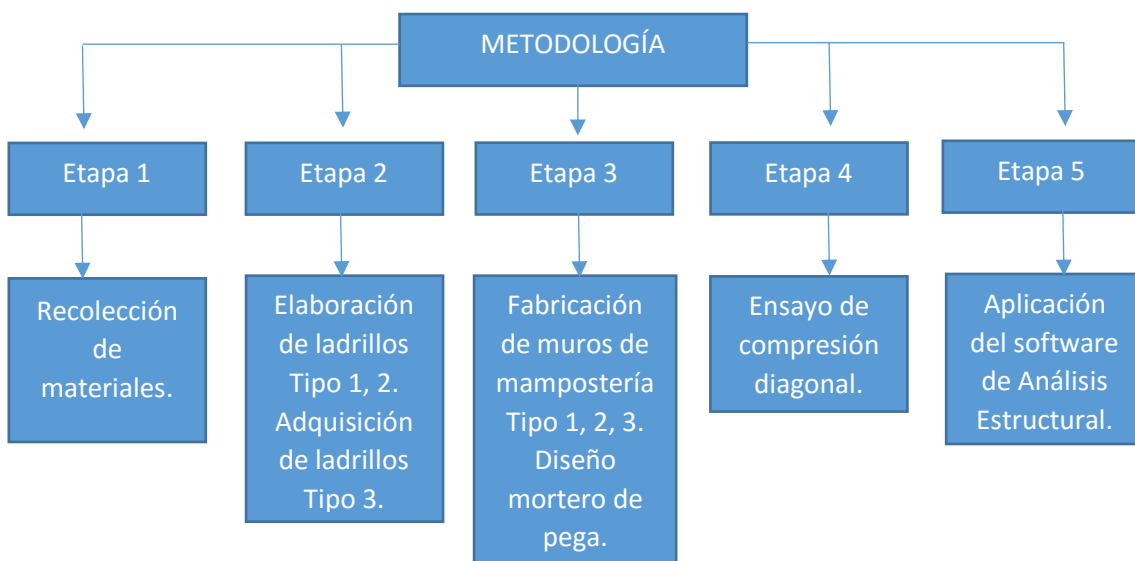 METODOLOGÍA
Etapa 1
Etapa 2
Etapa 3
Etapa 4
Etapa 5
Recolección
de
materiales.
Elaboración
de ladrillos
Tipo 1, 2.
Adquisición
de ladrillos
Tipo 3.
Fabricación
de muros de
mampostería
Tipo 1, 2, 3.
Diseño
mortero de
pega.
Ensayo de
compresión
diagonal.
Aplicación
del software
de Análisis
Estructural.